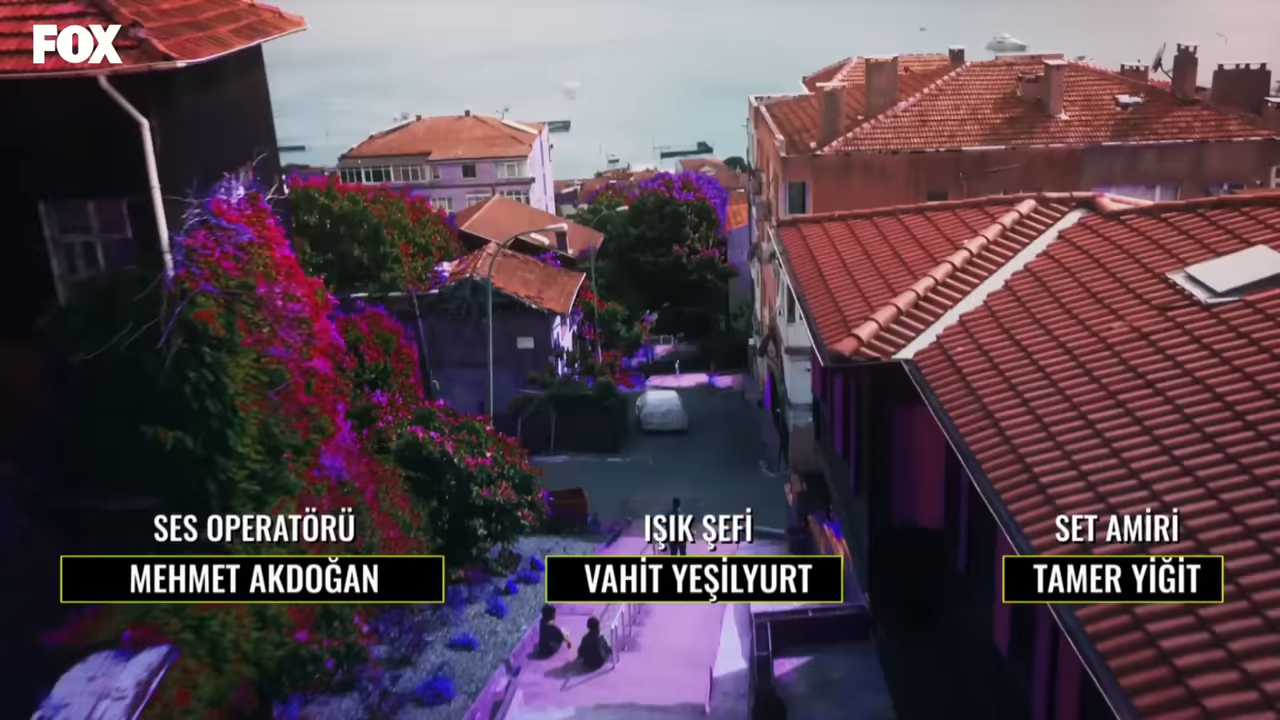 FOX
SES OPERATÖRÜ
MEHMET AKDOĞAN
IŞIK ŞEFİ
VAHİT YEŞİLYURT
SET AMİRİ
TAMER YİĞİT